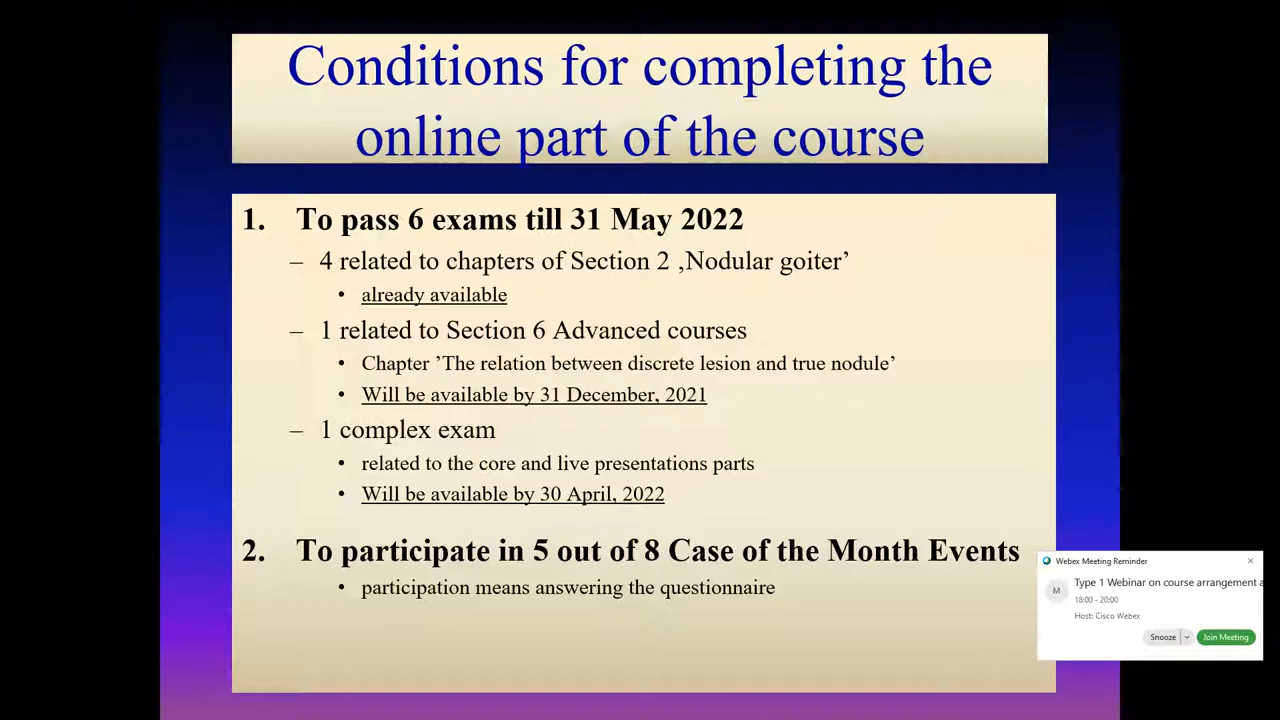 Conditions for completing the
online part of the course
1. To pass 6 exams till 31 May 2022
– 4 related to chapters of Section 2 ‚Nodular goiter’
• already available
– 1 related to Section 6 Advanced courses
• Chapter ’The relation between discrete lesion and true nodule’
• Will be available by 31 December, 2021
– 1 complex exam
• related to the core and live presentations parts
• Will be available by 30 April, 2022
2. To participate in 5 out of 8 Case of the Month Events
• participation means answering the questionnaire
Webex Meeting Reminder
M
Type 1 Webinar on course arrangement a
18:00 - 20:00
Host: Cisco Webex
Snooze
Join Meeting